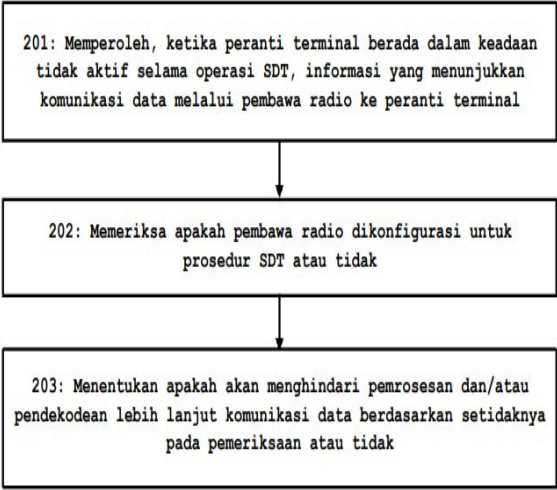 201: Memperoleh, ketika peranti terminal berada dalam keadaan
tidak aktif selama operasi SDT, informasi yang menunjukkan
komunikasi data melalui pembawa radio ke peranti terminal
202: Memeriksa apakah pembawa radio dikonfigurasi untuk
prosedur SDT atau tidak
203: Menentukan apakah akan menghindari pemrosesan dan/atau
pendekodean lebih lanjut komunikasi data berdasarkan setidaknya
pada pemeriksaan atau tidak